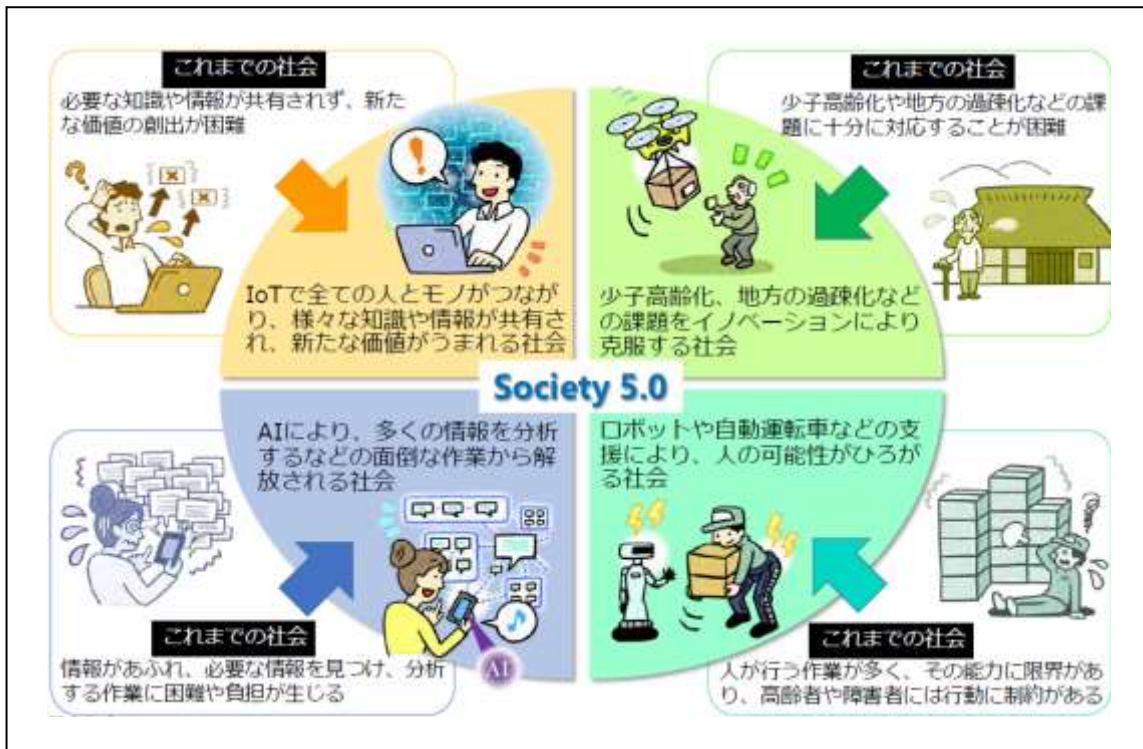 これまでの社会
必要な知識や情報が共有されず、新た
な価値の創出が困難
IoTで全ての人とモノがつなが
り、様々な知識や情報が共有さ
れ、新たな価値がうまれる社会
これまでの社会
少子高齢化や地方の過疎化などの課
題に十分に対応することが困難
少子高齢化、地方の過疎化など
の課題をイノベーションにより
克服する社会
Society 5.0
AIにより、多くの情報を分析
するなどの面倒な作業から解
放される社会
AI
これまでの社会
情報があふれ、必要な情報を見つけ、分析
する作業に困難や負担が生じる
ロボットや自動運転車などの支
援により、人の可能性がひろが
る社会
これまでの社会
人が行う作業が多く、その能力に限界があ
り、高齢者や障害者には行動に制約がある